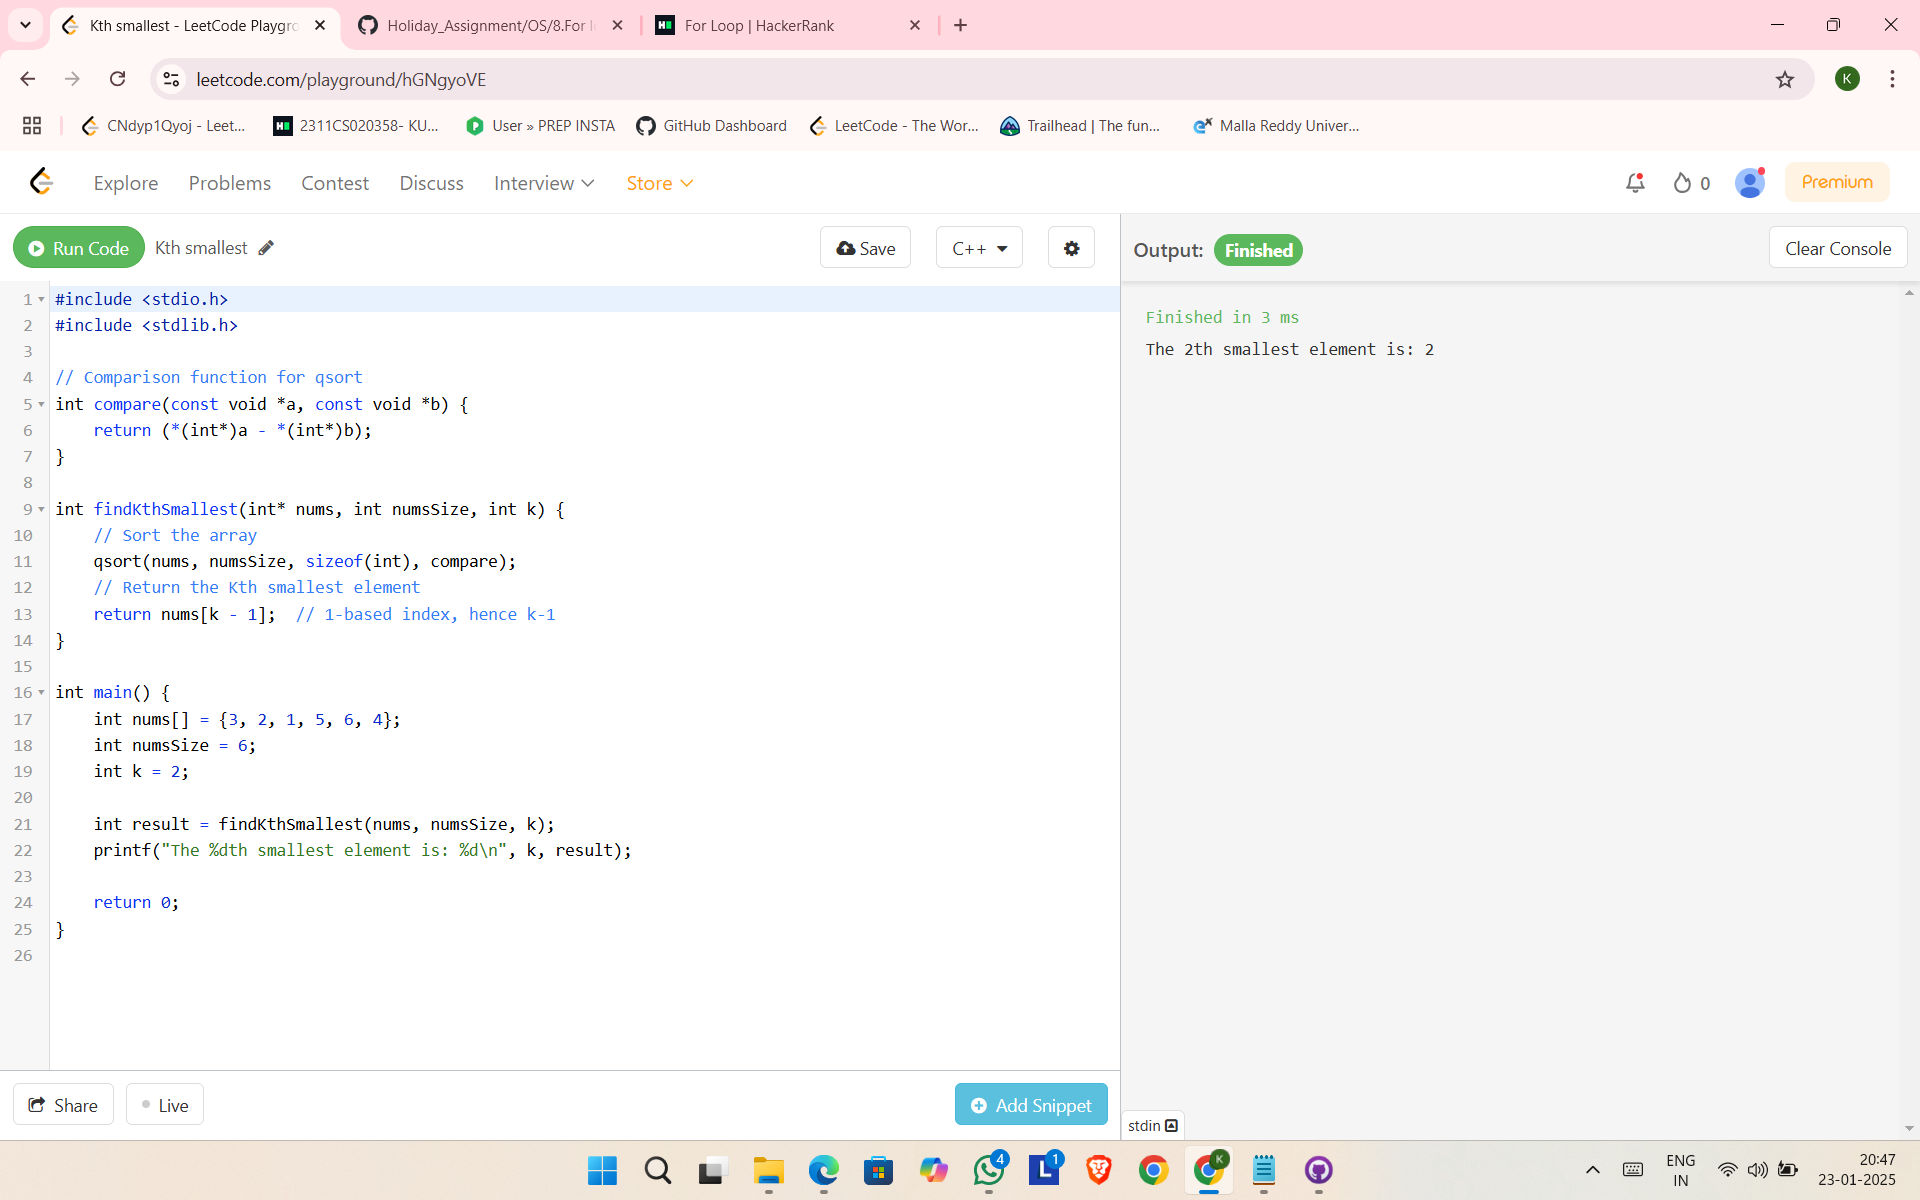 Kth smallest - LeetCode Playgro
Holiday_Assignment/OS/8.For l
For Loop | HackerRank
leetcode.com/playground/hGNgyoVE
K
CNdyp1Qyoj - Leet...
2311CS020358- KU...
User » PREP INSTA
GitHub Dashboard
LeetCode - The Wor...
Trailhead | The fun...
Malla Reddy Univer...
Explore
Problems
Contest
Discuss
Interview
Store
0
Premium
Run Code
Kth smallest
Save
C++
Output:
Finished
Clear Console
1 #include <stdio.h>
2 #include <stdlib.h>
3
4 // Comparison function for qsort
5 int compare(const void *a, const void *b) {
6     return (*(int*)a - *(int*)b);
7 }
8
9 int findKthSmallest(int* nums, int numsSize, int k) {
10     // Sort the array
11     qsort(nums, numsSize, sizeof(int), compare);
12     // Return the Kth smallest element
13     return nums[k - 1];  // 1-based index, hence k-1
14 }
15
16 int main() {
17     int nums[] = {3, 2, 1, 5, 6, 4};
18     int numsSize = 6;
19     int k = 2;
20
21     int result = findKthSmallest(nums, numsSize, k);
22     printf("The %dth smallest element is: %d\n", k, result);
23
24     return 0;
25 }
26
Finished in 3 ms
The 2th smallest element is: 2
Share
Live
Add Snippet
stdin
4
L
1
K
ENG
IN
20:47
23-01-2025